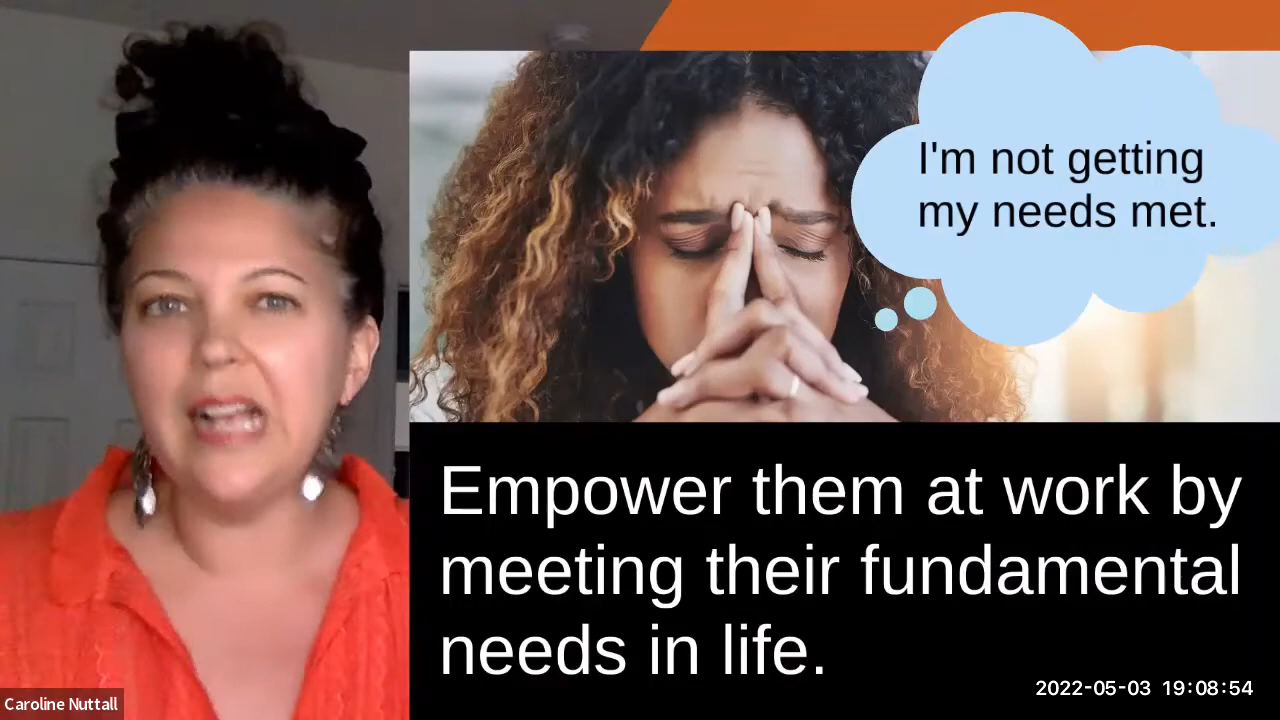 I'm not getting
my needs met.
Empower them at work by
meeting their fundamental
needs in life.
2022-05-03 19:08:54
Caroline Nuttall